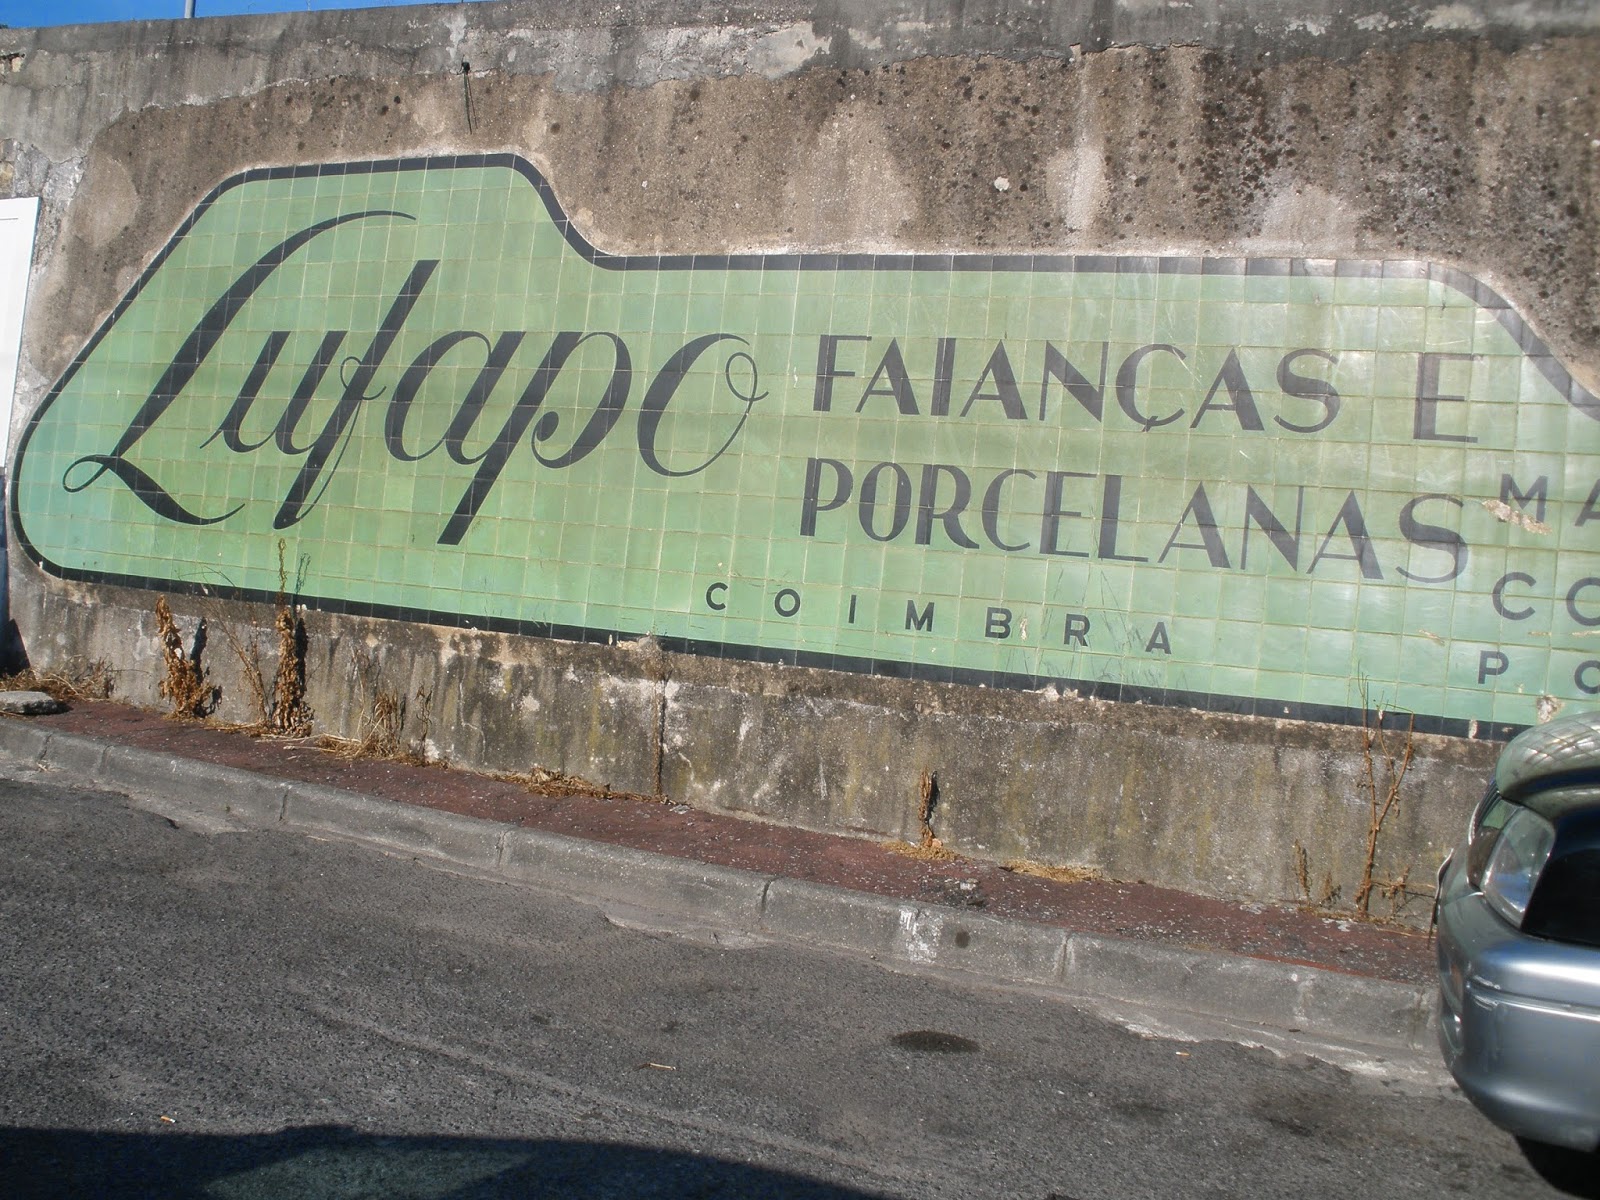 Lufapo
FAIANÇAS E
PORCELANAS
COIMBRA